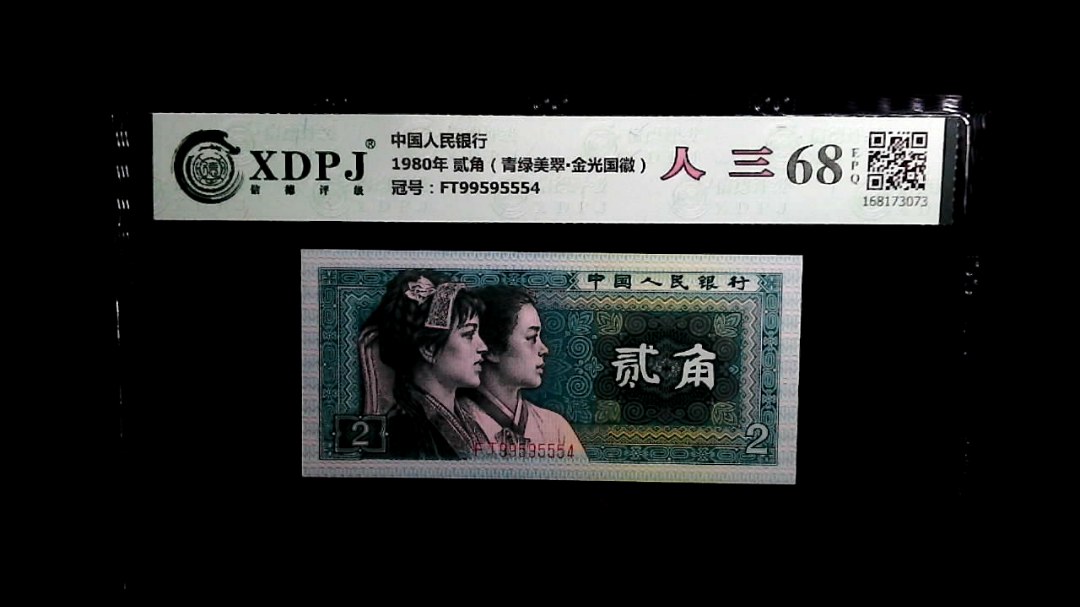 XDPJ®
信德评级
中国人民银行
1980年 贰角（青绿美翠·金光国徽）
冠号：FT99595554
人 三 68 EPQ
168173073
中国人民银行
贰角
2
2
FT99595554